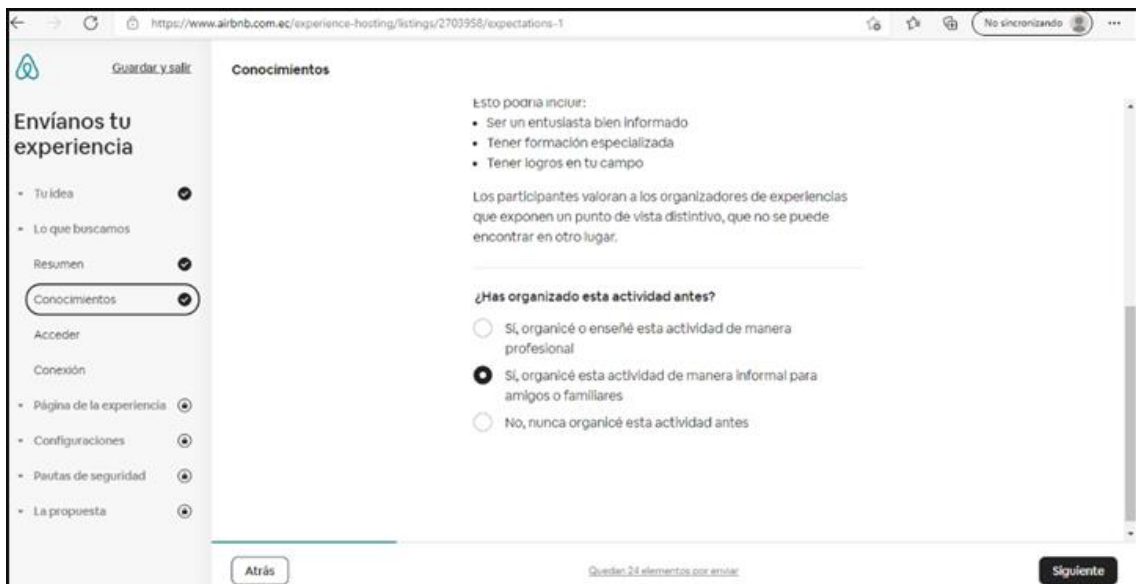 https://www.airbnb.com.ec/experience-hosting/listings/2703958/expectations-1
No sincronizando
Guardar y salir
Envíanos tu
experiencia
Tu idea
Lo que buscamos
Resumen
Conocimientos
Acceder
Conexión
Página de la experiencia
Configuraciones
Pautas de seguridad
La propuesta
Conocimientos
Esto podría incluir:
• Ser un entusiasta bien informado
• Tener formación especializada
• Tener logros en tu campo
Los participantes valoran a los organizadores de experiencias
que exponen un punto de vista distintivo, que no se puede
encontrar en otro lugar.
¿Has organizado esta actividad antes?
Sí, organicé o enseñé esta actividad de manera
profesional
Sí, organicé esta actividad de manera informal para
amigos o familiares
No, nunca organicé esta actividad antes
Atrás
Quedan 24 elementos por enviar
Siguiente